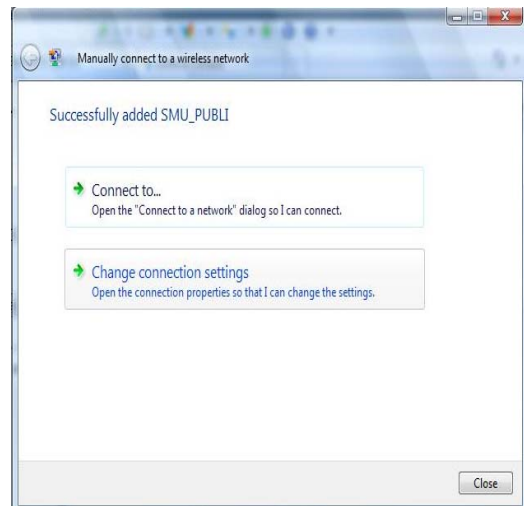 Manually connect to a wireless network
Successfully added SMU_PUBLI
Connect to...
Open the "Connect to a network" dialog so I can connect.
Change connection settings
Open the connection properties so that I can change the settings.
Close